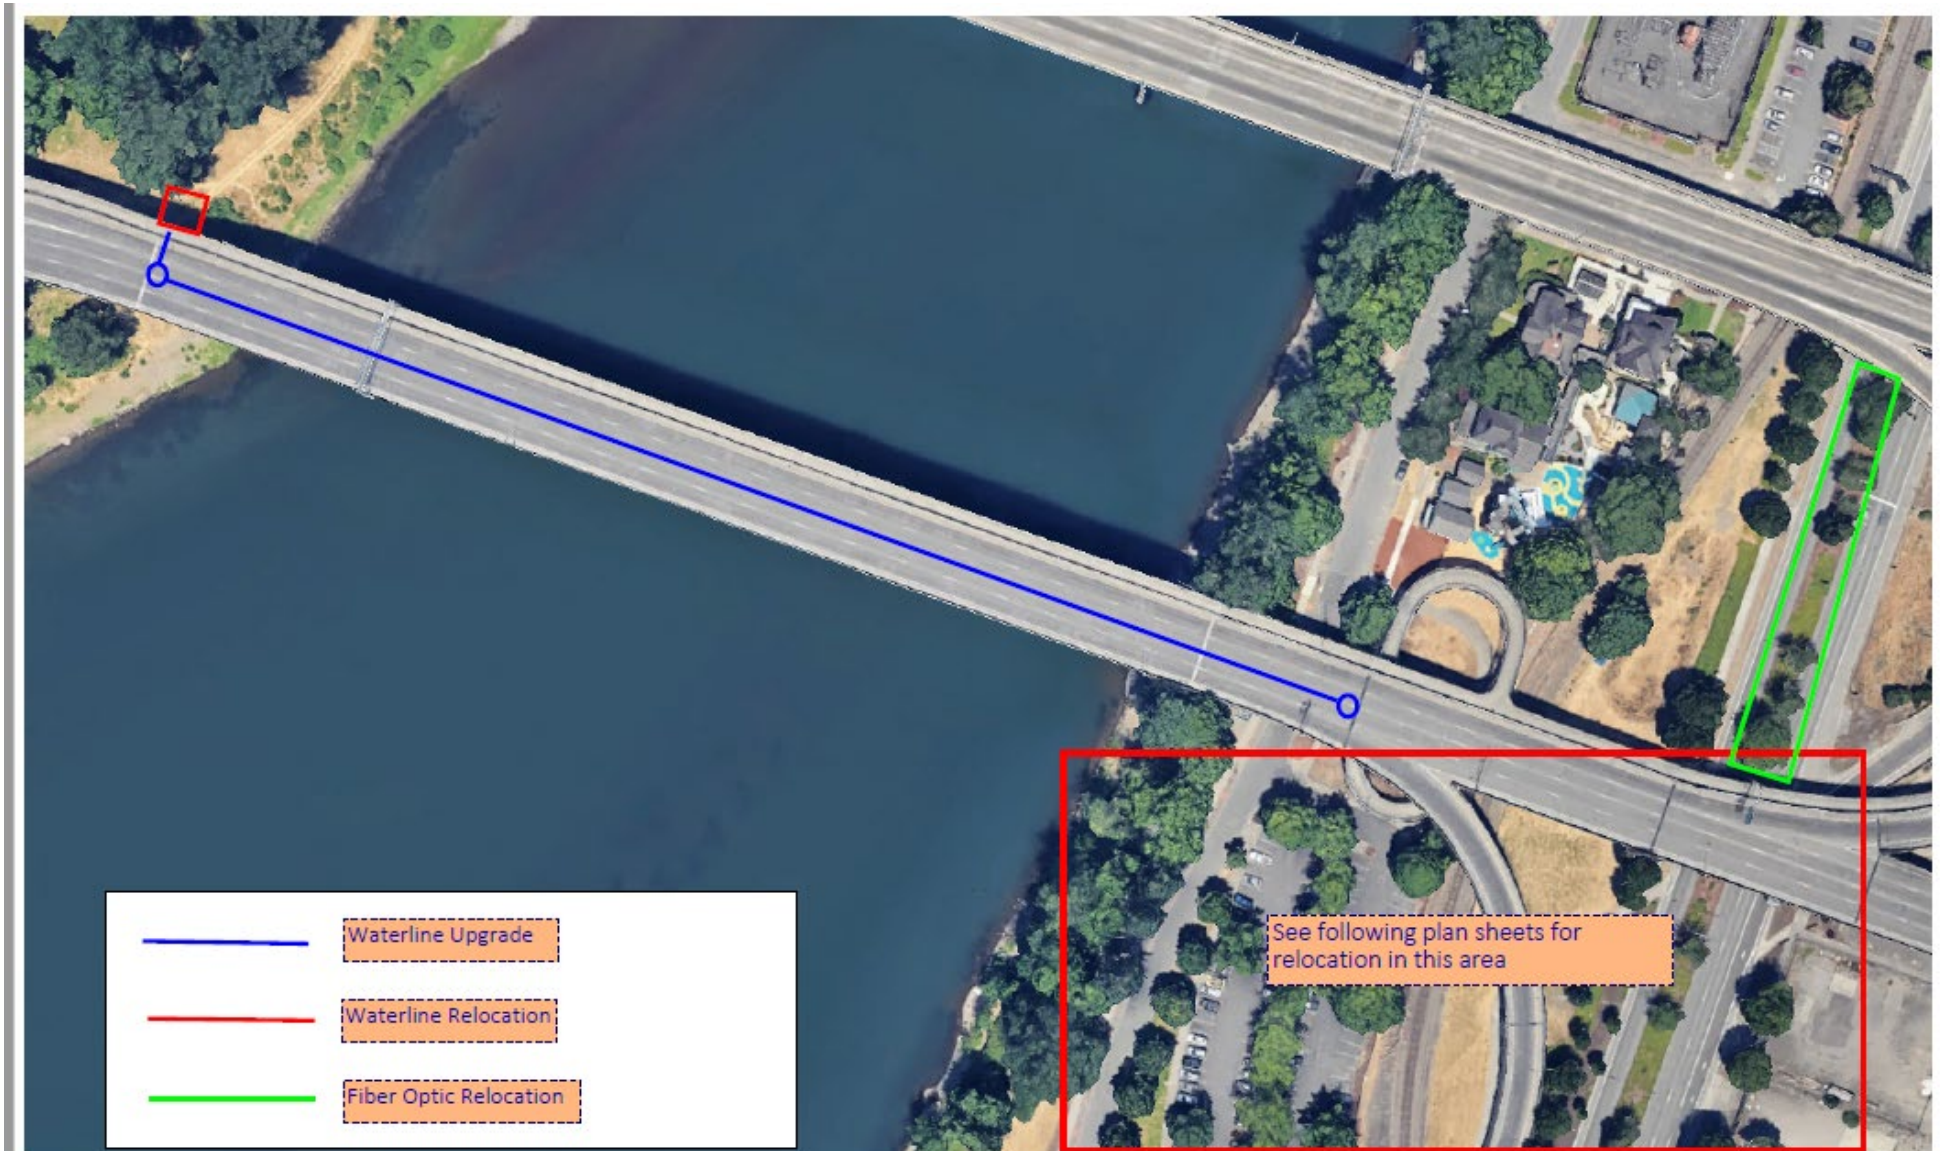 Waterline Upgrade
See following plan sheets for
relocation in this area
Waterline Relocation
Fiber Optic Relocation